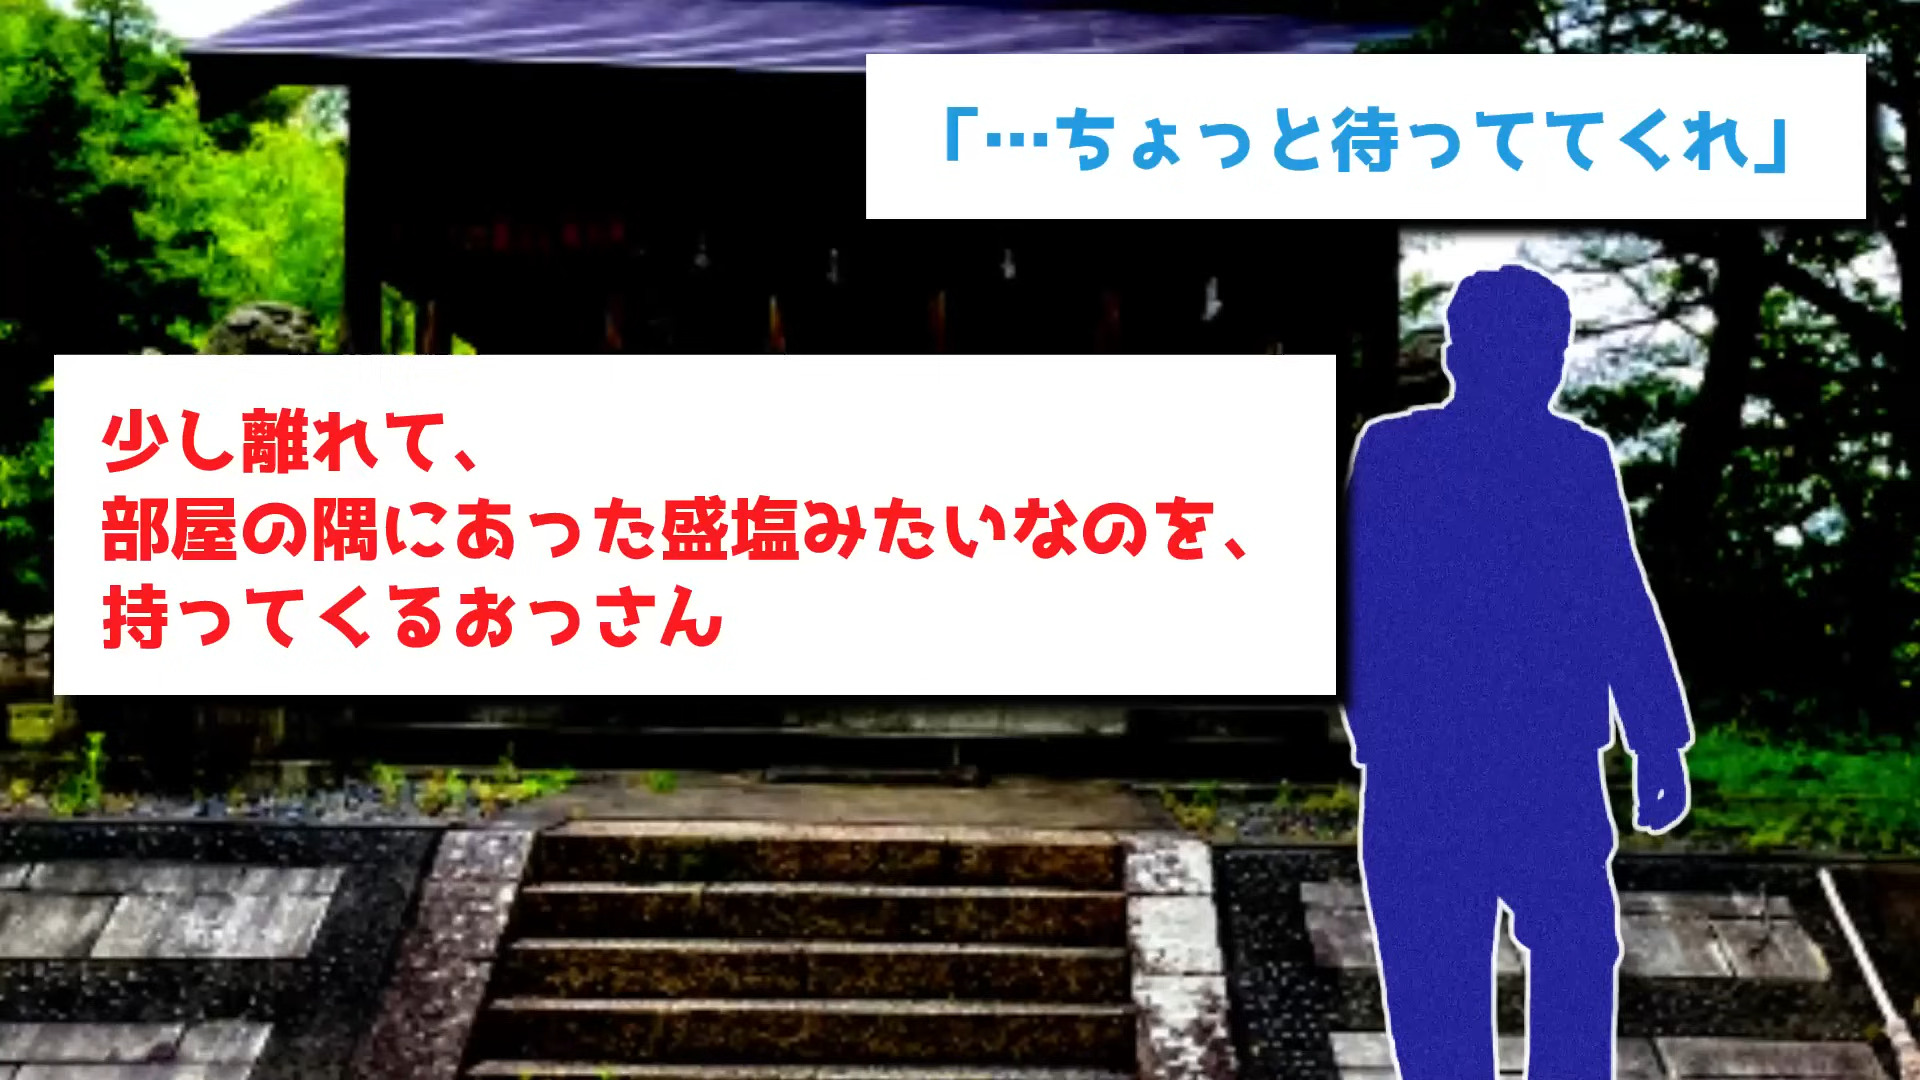 「…ちょっと待っててくれ」
少し離れて、
部屋の隅にあった盛塩みたいなのを、
持ってくるおっさん